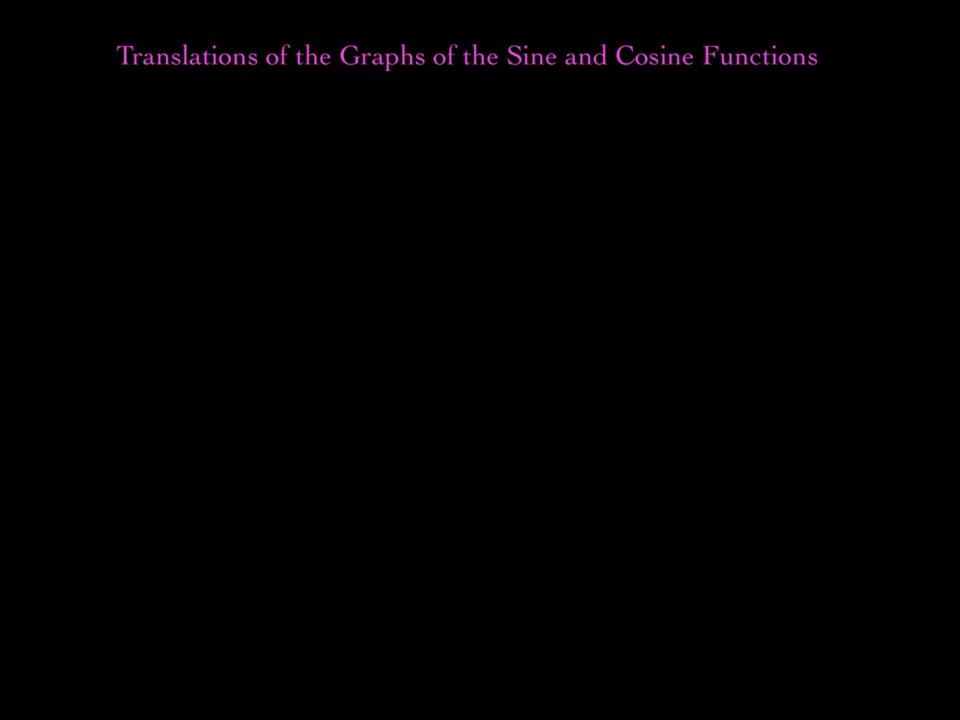 Translations of the Graphs of the Sine and Cosine Functions